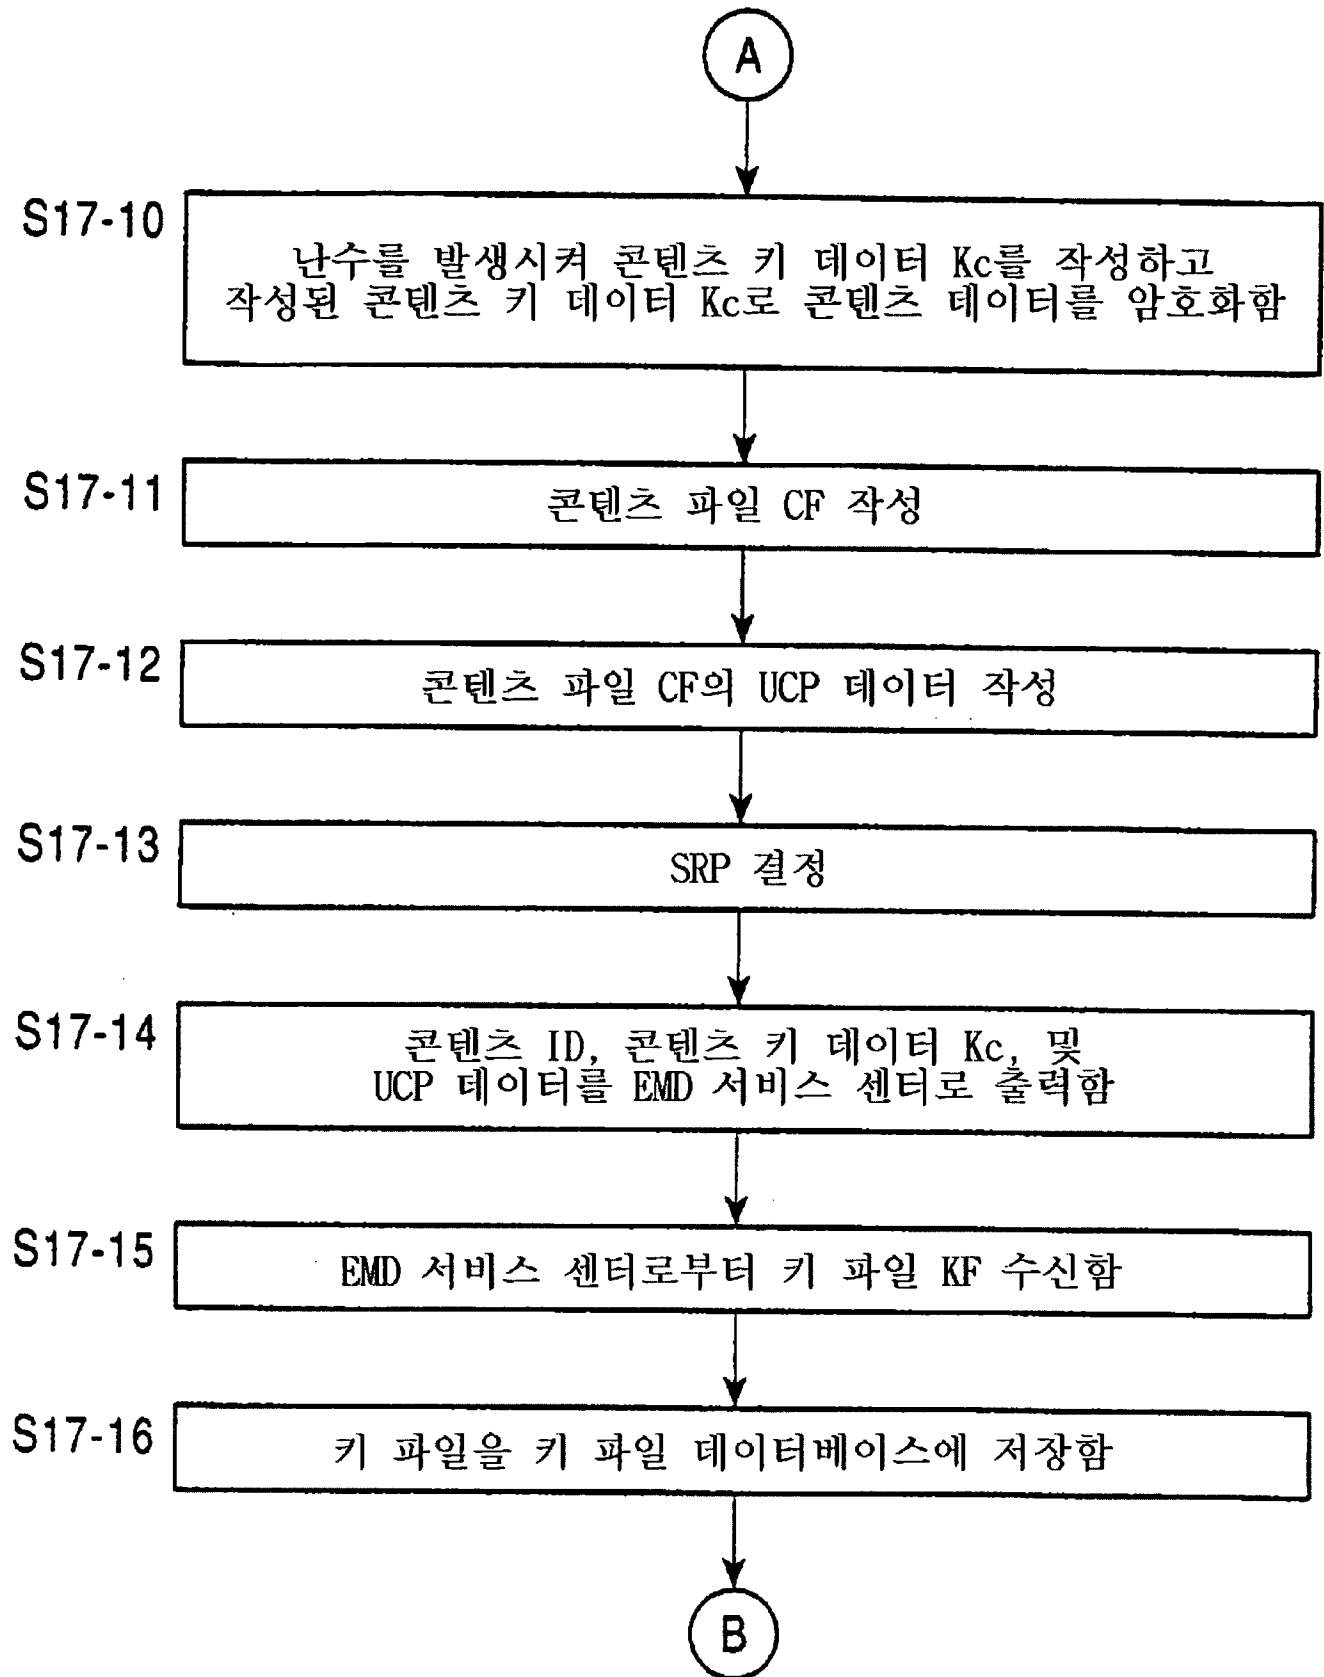 A
S17-10
난수를 발생시켜 콘텐츠 키 데이터 Kc를 작성하고
작성된 콘텐츠 키 데이터 Kc로 콘텐츠 데이터를 암호화함
S17-11
콘텐츠 파일 CF 작성
S17-12
콘텐츠 파일 CF의 UCP 데이터 작성
S17-13
SRP 결정
S17-14
콘텐츠 ID, 콘텐츠 키 데이터 Kc, 및
UCP 데이터를 EMD 서비스 센터로 출력함
S17-15
EMD 서비스 센터로부터 키 파일 KF 수신함
S17-16
키 파일을 키 파일 데이터베이스에 저장함
B